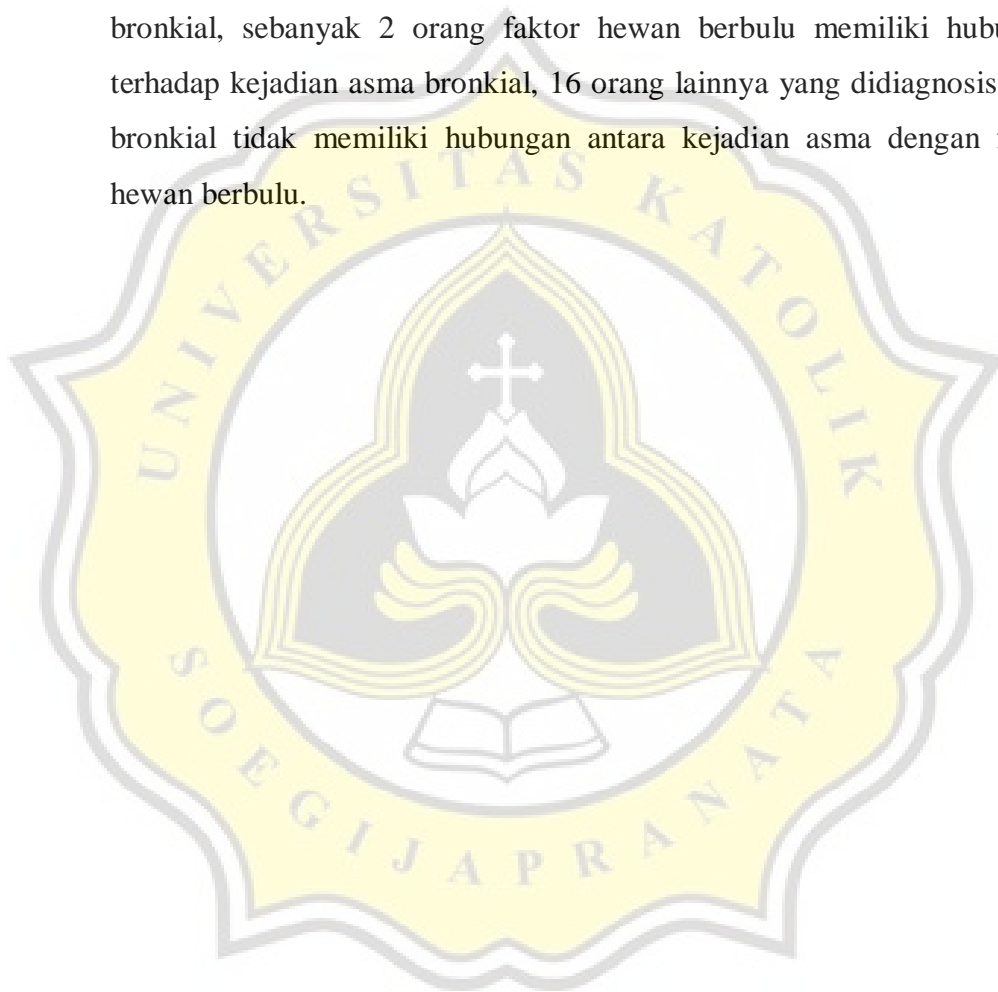 bronkial, sebanyak 2 orang faktor hewan berbulu memiliki
terhadap kejadian asma bronkial, 16 orang lainnya yang didiagnosis
bronkial tidak memiliki hubungan antara kejadian asma dengan
hewan berbulu.
UNIVERSITAS KATOLIK
SOEGIJAPRANATA